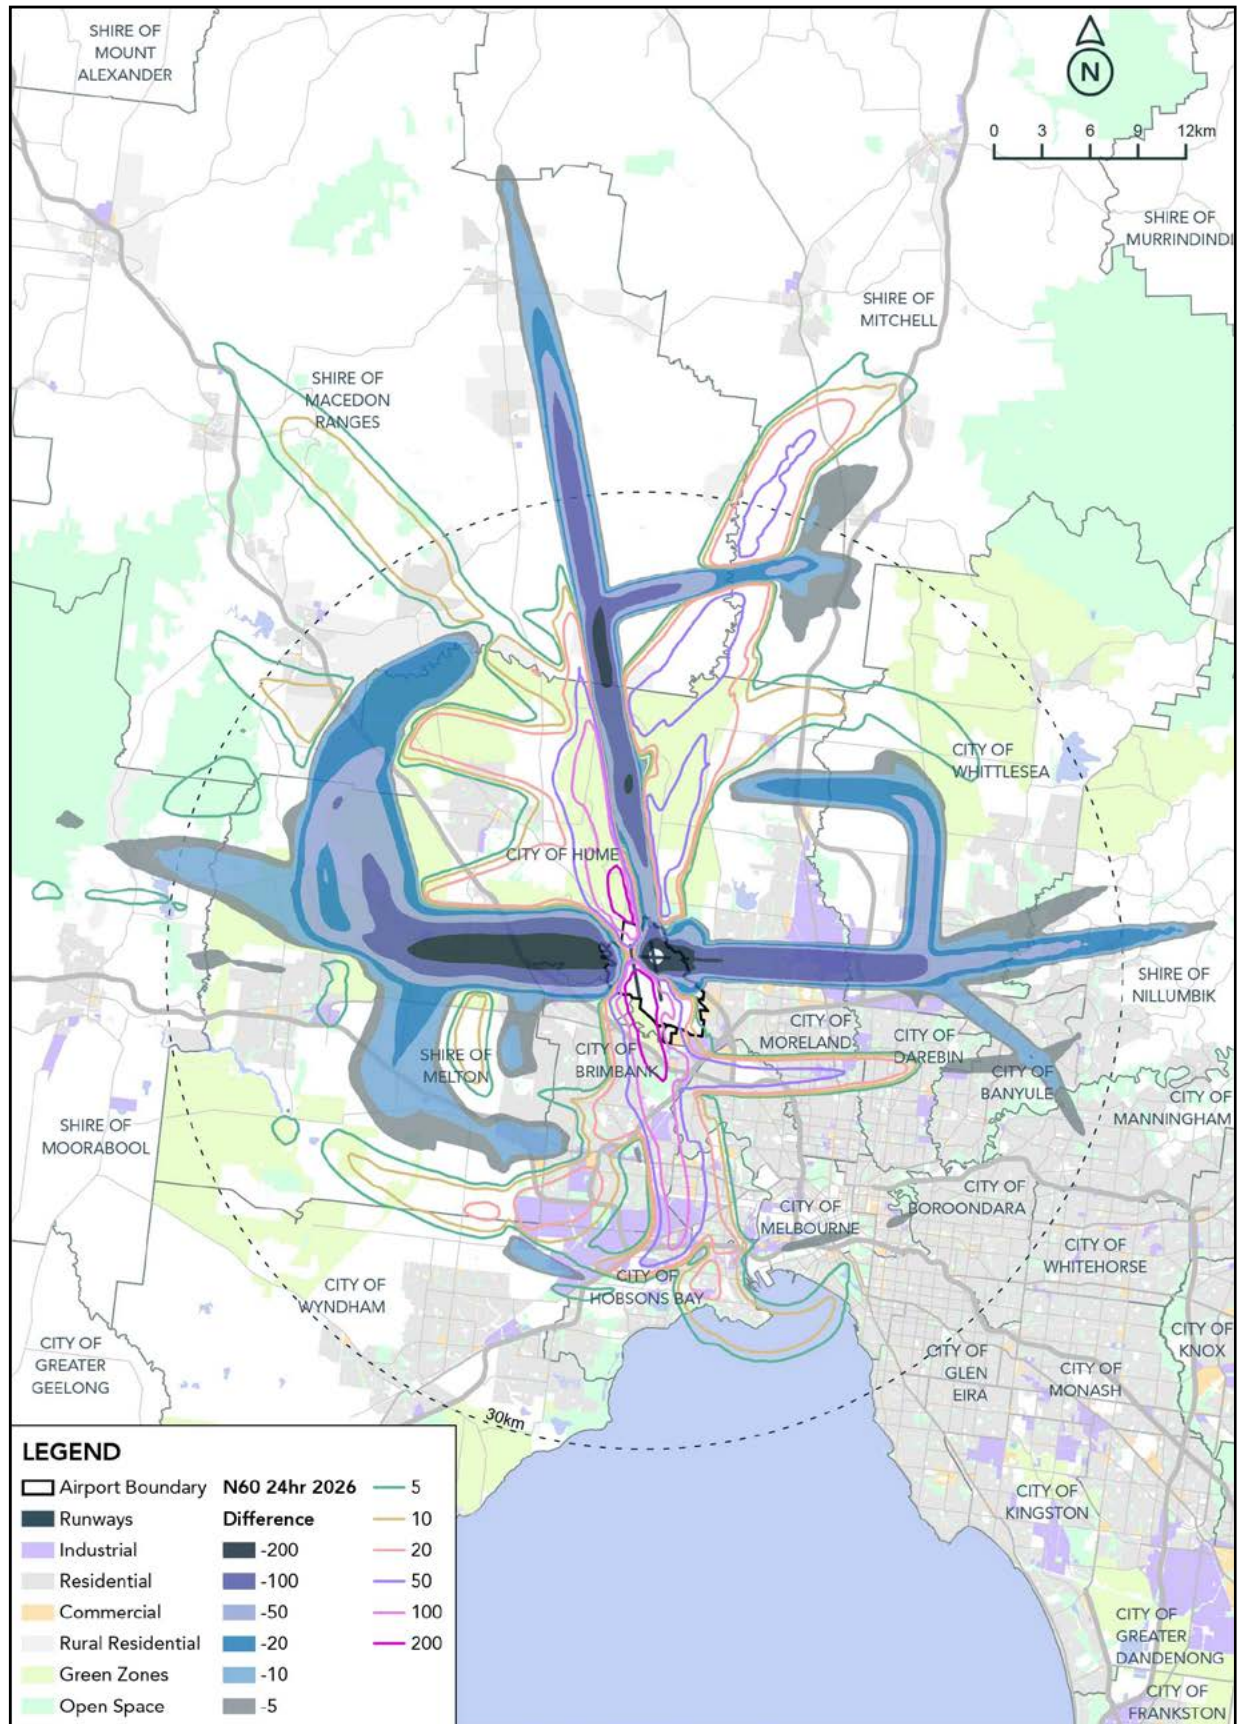 SHIRE OF
MOUNT
ALEXANDER
N
0 3 6 9 12km
SHIRE OF
MURRINDINDI
SHIRE OF
MITCHELL
SHIRE OF
MACEDON
RANGES
CITY OF
WHITTLESEA
CITY OF HUME
SHIRE OF
NILLUMBIK
CITY OF
MORELAND
CITY OF
DAREBIN
SHIRE OF
MELTON
CITY OF
BRIMBANK
CITY OF
BANYULE
CITY OF
MANNINGHAM
SHIRE OF
MOORABOOL
CITY OF
BOROONDARA
CITY OF
MELBOURNE
CITY OF
WHITEHORSE
CITY OF
WYNDHAM
CITY OF
HOBSONS BAY
CITY OF
GREATER
GEELONG
CITY OF
KNOX
CITY OF
GLEN
EIRA
CITY OF
MONASH
30km
CITY OF
KINGSTON
CITY OF
GREATER
DANDENONG
CITY OF
FRANKSTON
LEGEND
Airport Boundary
Runways
Industrial
Residential
Commercial
Rural Residential
Green Zones
Open Space
N60 24hr 2026
Difference
-200
-100
-50
-20
-10
-5
5
10
20
50
100
200